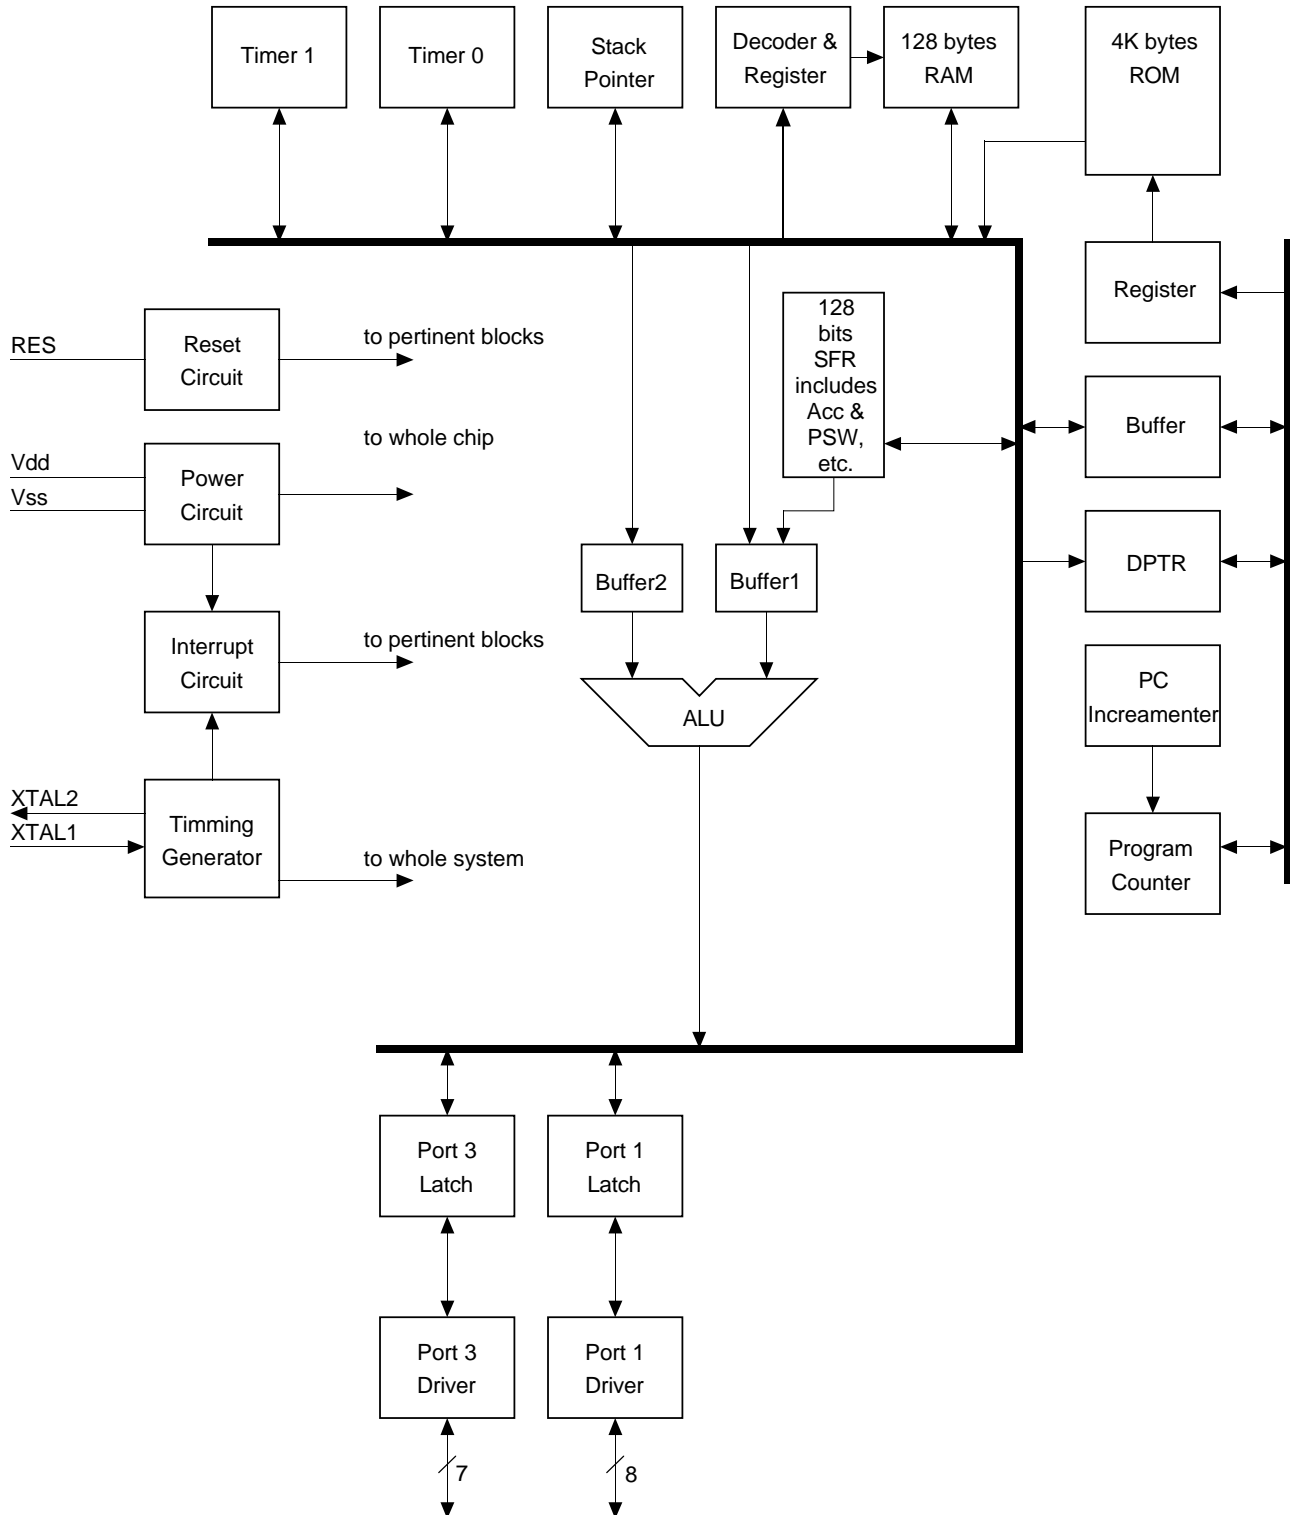 Timer 1
Timer 0
Stack
Pointer
Decoder &
Register
128 bytes
RAM
4K bytes
ROM
Register
RES
Reset
Circuit
to pertinent blocks
128
bits
SFR
includes
Acc &
PSW,
etc.
Buffer
Vdd
Vss
Power
Circuit
to whole chip
Buffer2
Buffer1
DPTR
Interrupt
Circuit
to pertinent blocks
ALU
PC
Increamenter
XTAL2
XTAL1
Timming
Generator
to whole system
Program
Counter
Port 3
Latch
Port 1
Latch
Port 3
Driver
Port 1
Driver
7
8